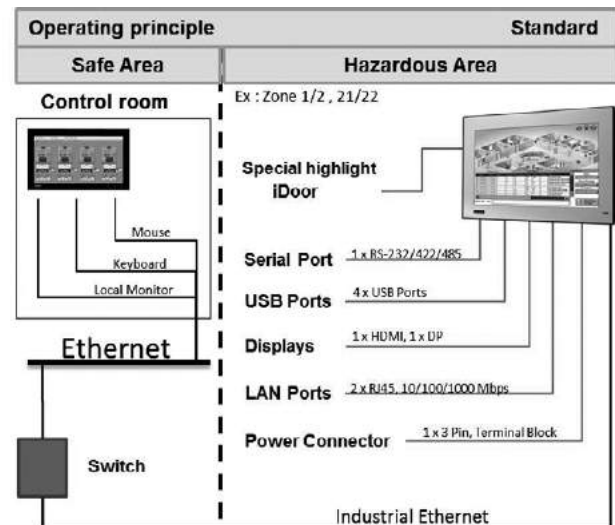 Operating principle Standard
Safe Area Hazardous Area
Control room
Ex : Zone 1/2 , 21/22
Special highlight
iDoor
Mouse
Keyboard
Local Monitor
Serial Port 1 x RS-232/422/485
USB Ports 4 x USB Ports
Displays 1 x HDMI, 1 x DP
LAN Ports 2 x RJ45, 10/100/1000 Mbps
Power Connector 1 x 3 Pin, Terminal Block
Ethernet
Switch
Industrial Ethernet